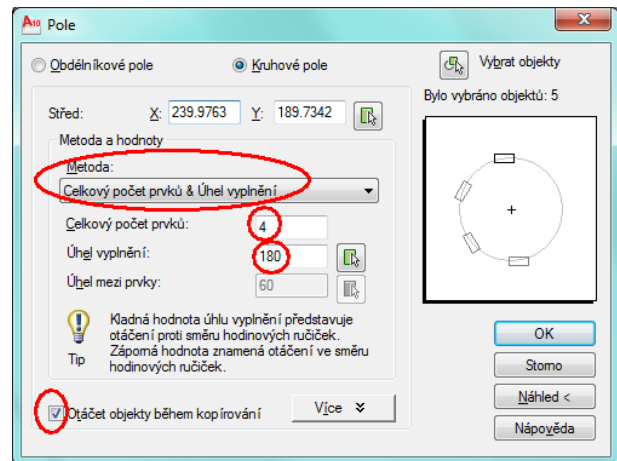 Pole
Obdélníkové pole
Kruhové pole
Vybrat objekty
Bylo vybráno objektů: 5
Střed: X: 239.9763 Y: 189.7342
Metoda a hodnoty
Metoda:
Celkový počet prvků & Úhel vyplnění
Celkový počet prvků: 4
Úhel vyplnění: 180
Úhel mezi prvky: 60
Kladná hodnota úhlu vyplnění představuje
otáčení proti směru hodinových ručiček.
Záporná hodnota znamená otáčení ve směru
hodinových ručiček.
Tip
Otáčet objekty během kopírování
Více
OK
Storno
Náhled <
Nápověda